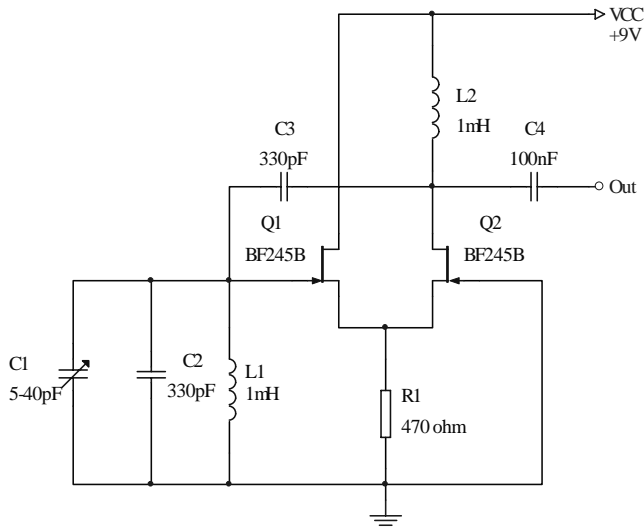 VCC
+9V
L2
1mH
C3
330pF
C4
100nF
Out
Q1
BF245B
Q2
BF245B
C1
5-40pF
C2
330pF
L1
1mH
R1
470 ohm